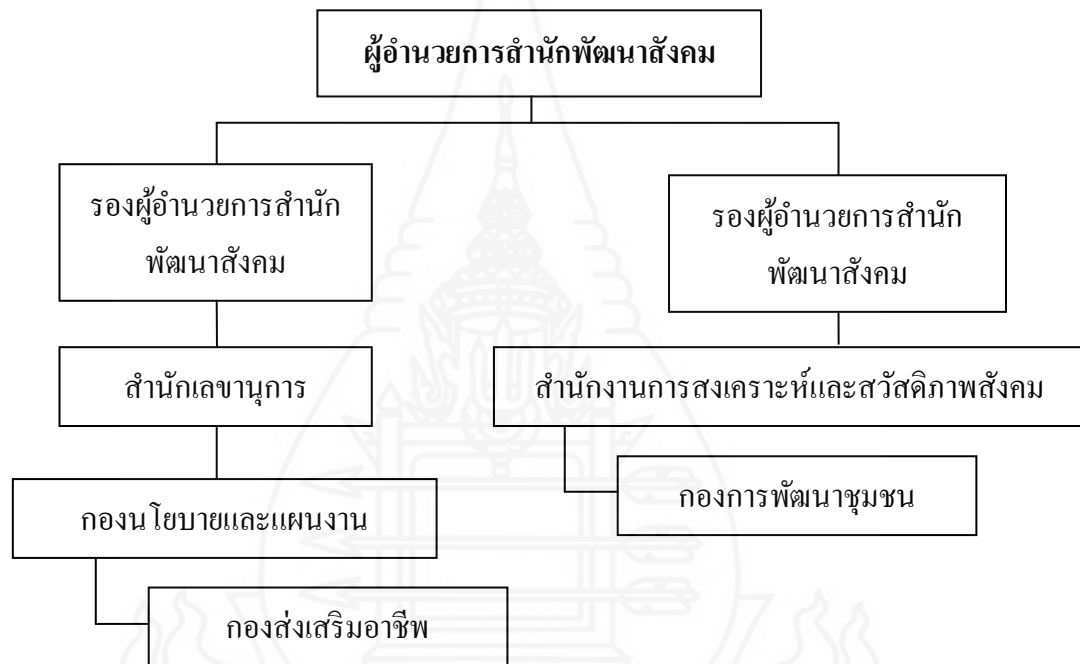 ผู้อำนวยการสำนักพัฒนาสังคม
รองผู้อำนวยการสำนัก
พัฒนาสังคม
รองผู้อำนวยการสำนัก
พัฒนาสังคม
สำนักเลขานุการ
สำนักงานการสงเคราะห์และสวัสดิภาพสังคม
กองการพัฒนาชุมชน
กองนโยบายและแผนงาน
กองส่งเสริมอาชีพ